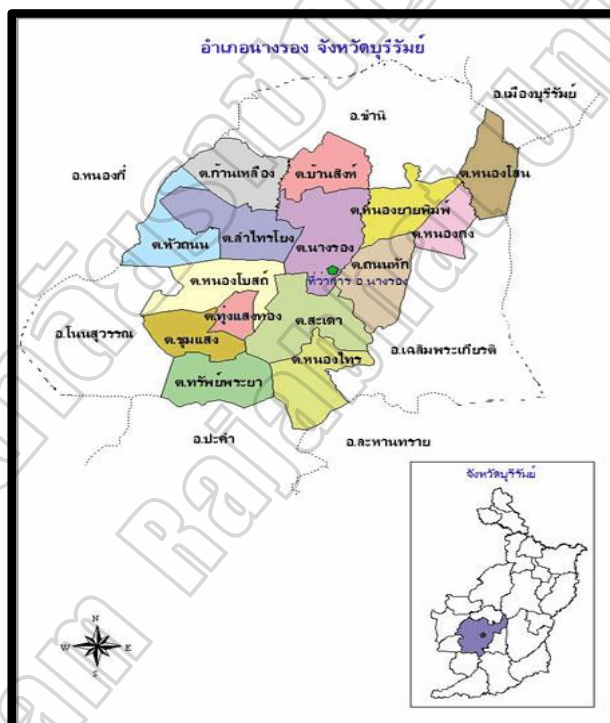 อำเภอนางรอง จังหวัดบุรีรัมย์
อ.เมืองบุรีรัมย์
อ.ชำนิ
อ.หนองกี่
ต.ก้านเหลือง
ต.บ้านสิงห์
ต.หนองโสน
ต.หนองยายพิมพ์
ต.หนองกง
ต.หัวถนน
ต.ลำไทรโยง
ต.นางรอง
ต.ถนนหัก
ที่ว่าการ อ.นางรอง
ต.หนองโบสถ์
ต.ทุ่งแสงทอง
ต.สะเดา
อ.โนนสุวรรณ
ต.ชุมแสง
ต.หนองไทร
อ.เฉลิมพระเกียรติ
ต.ทรัพย์พระยา
อ.ปะคำ
อ.ละหานทราย
จังหวัดบุรีรัมย์
N
W E
S
Rajabhat